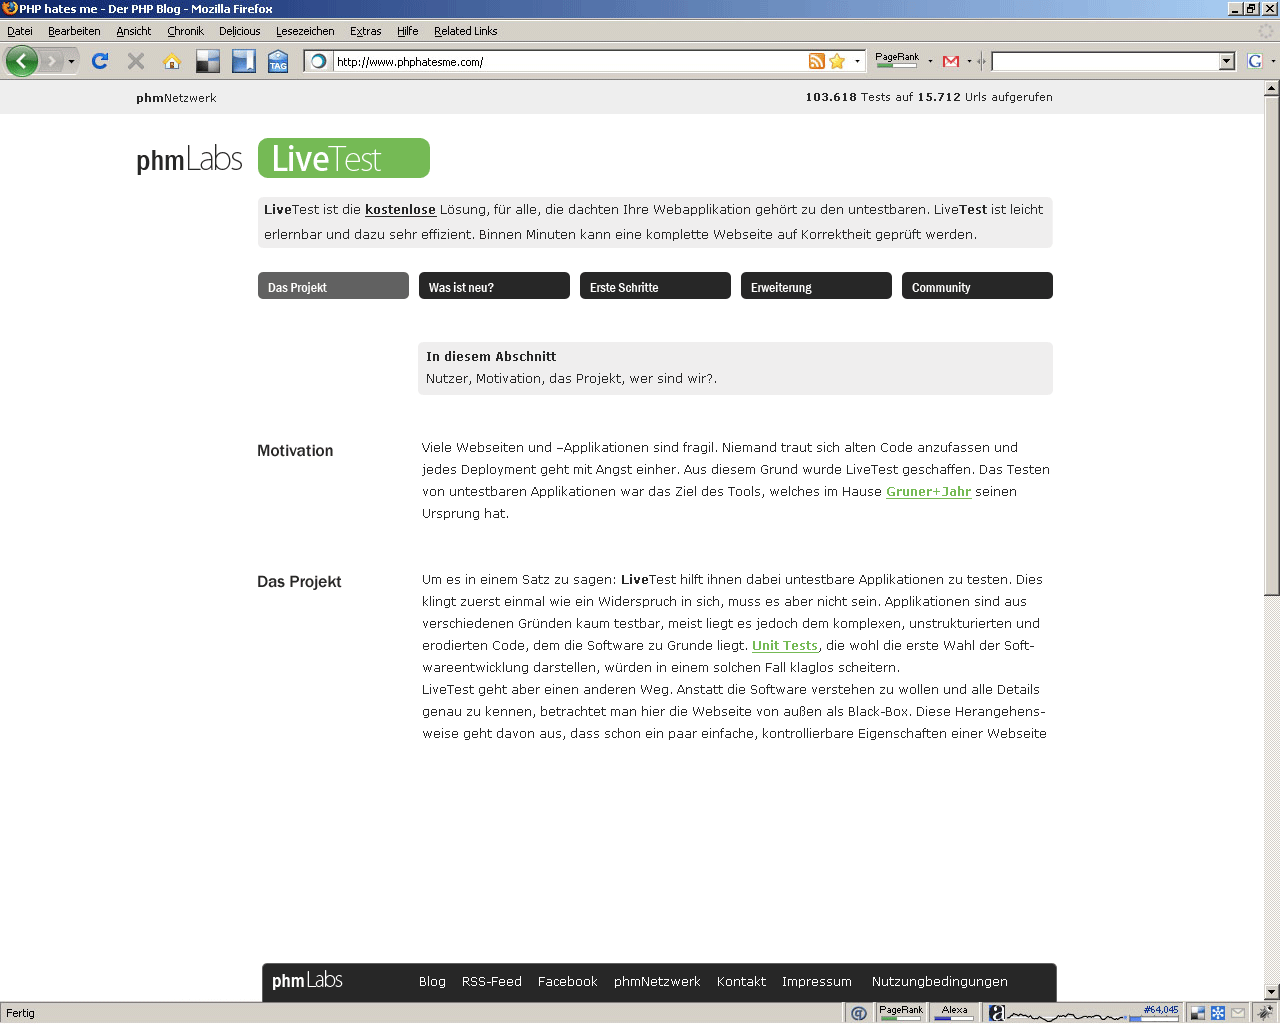 PHP hates me - Der PHP Blog - Mozilla Firefox
Datei Bearbeiten Ansicht Chronik Delicious Lesezeichen Extras Hilfe Related Links
TAG http://www.phphatesme.com/ PageRank G
phmNetzwerk 103.618 Tests auf 15.712 Urls aufgerufen
phmLabs LiveTest
LiveTest ist die kostenlose Lösung, für alle, die dachten Ihre Webapplikation gehört zu den untestbaren. LiveTest ist leicht
erlernbar und dazu sehr effizient. Binnen Minuten kann eine komplette Webseite auf Korrektheit geprüft werden.
Das Projekt Was ist neu? Erste Schritte Erweiterung Community
In diesem Abschnitt
Nutzer, Motivation, das Projekt, wer sind wir?.
Motivation
Viele Webseiten und –Applikationen sind fragil. Niemand traut sich alten Code anzufassen und
jedes Deployment geht mit Angst einher. Aus diesem Grund wurde LiveTest geschaffen. Das Testen
von untestbaren Applikationen war das Ziel des Tools, welches im Hause Gruner+Jahr seinen
Ursprung hat.
Das Projekt
Um es in einem Satz zu sagen: LiveTest hilft ihnen dabei untestbare Applikationen zu testen. Dies
klingt zuerst einmal wie ein Widerspruch in sich, muss es aber nicht sein. Applikationen sind aus
verschiedenen Gründen kaum testbar, meist liegt es jedoch dem komplexen, unstrukturierten und
erodierten Code, dem die Software zu Grunde liegt. Unit Tests, die wohl die erste Wahl der Soft-
wareentwicklung darstellen, würden in einem solchen Fall klaglos scheitern.
LiveTest geht aber einen anderen Weg. Anstatt die Software verstehen zu wollen und alle Details
genau zu kennen, betrachtet man hier die Webseite von außen als Black-Box. Diese Herangehens-
weise geht davon aus, dass schon ein paar einfache, kontrollierbare Eigenschaften einer Webseite
phmLabs Blog RSS-Feed Facebook phmNetzwerk Kontakt Impressum Nutzungbedingungen
Fertig @ PageRank Alexa a #64,045